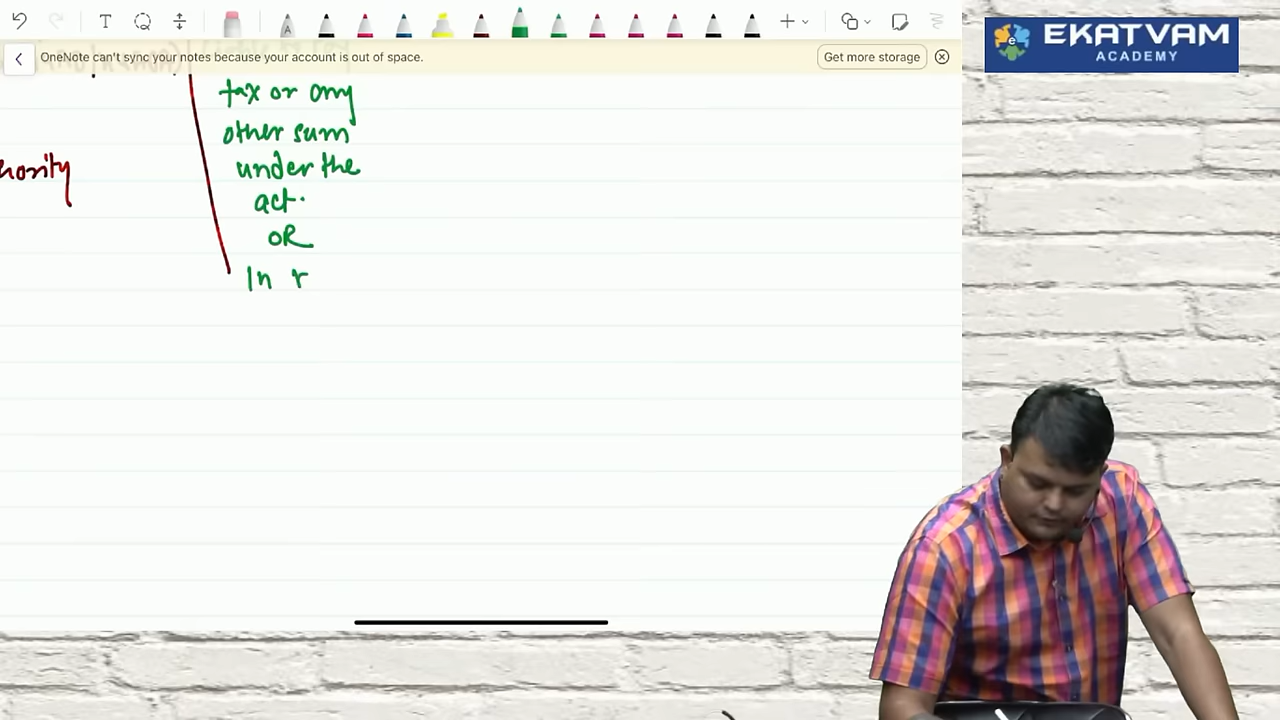 EKATVAM
ACADEMY
OneNote can't sync your notes because your account is out of space.
Get more storage
tax or any
other sum
under the
act.
OR
In r